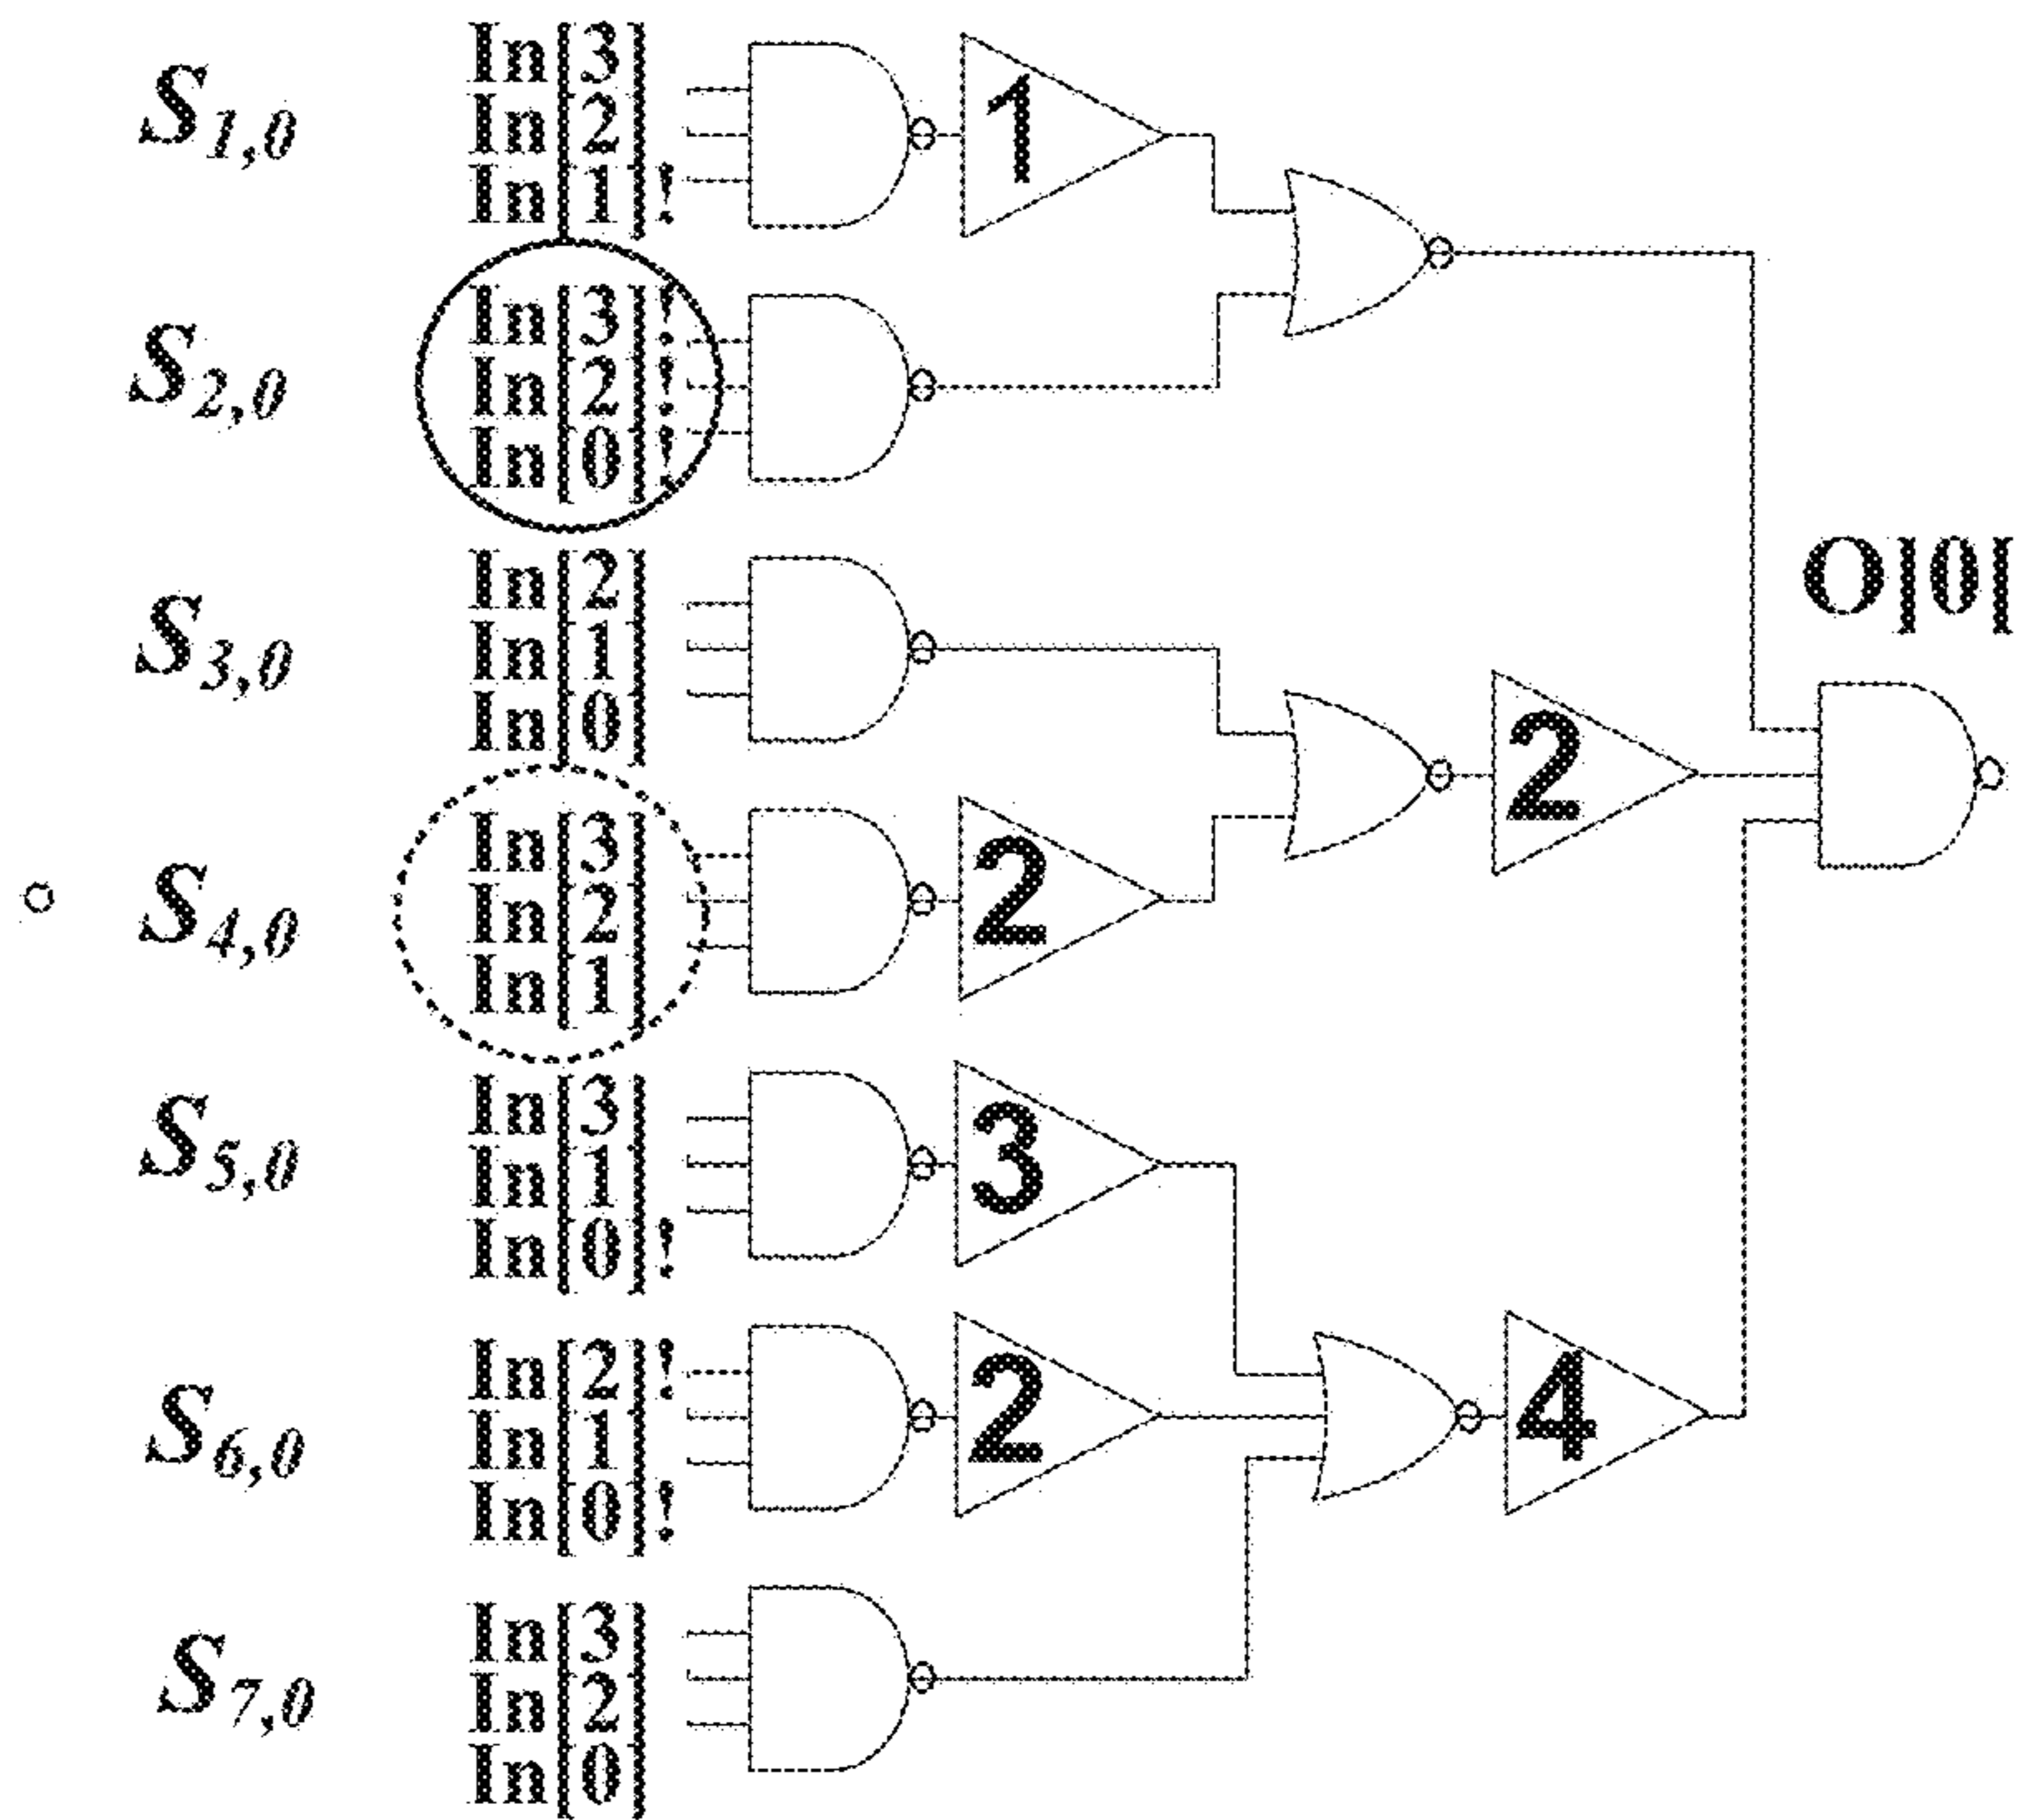 S1,0
In[3]
In[2]
In[1]!
1
S2,0
In[3]!
In[2]!
In[0]!
S3,0
In[2]
In[1]
In[0]
2
O[0]
S4,0
In[3]
In[2]
In[1]
2
S5,0
In[3]
In[1]
In[0]!
3
S6,0
In[2]!
In[1]
In[0]!
2
4
S7,0
In[3]
In[2]
In[0]